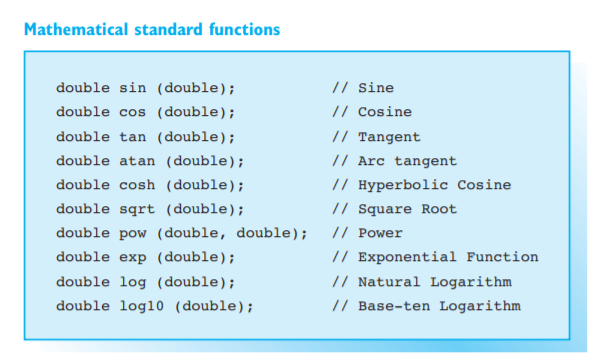 Mathematical standard functions
double sin (double); // Sine
double cos (double); // Cosine
double tan (double); // Tangent
double atan (double); // Arc tangent
double cosh (double); // Hyperbolic Cosine
double sqrt (double); // Square Root
double pow (double, double); // Power
double exp (double); // Exponential Function
double log (double); // Natural Logarithm
double log10 (double); // Base-ten Logarithm